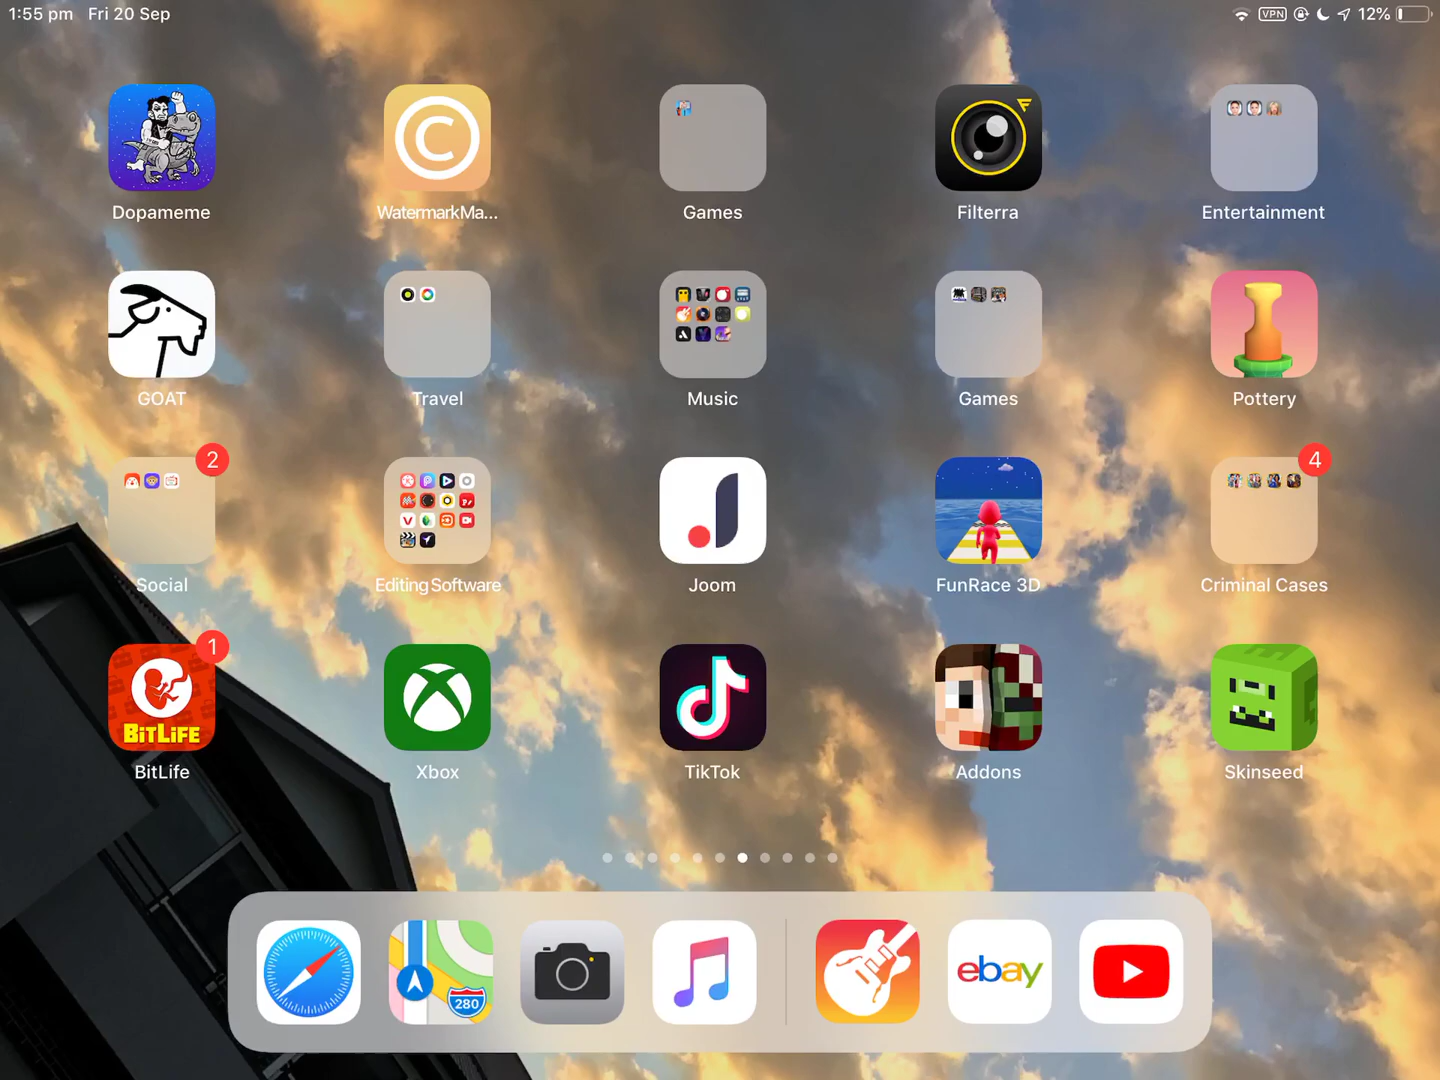 1:55 pm Fri 20 Sep
VPN 12%
Dopameme
C
WatermarkMa...
Games
Filterra
Entertainment
GOAT
Travel
Music
Games
Pottery
2
Social
Editing Software
Joom
FunRace 3D
4
Criminal Cases
1
BITLIFE
BitLife
Xbox
TikTok
Addons
Skinseed
280
ebay